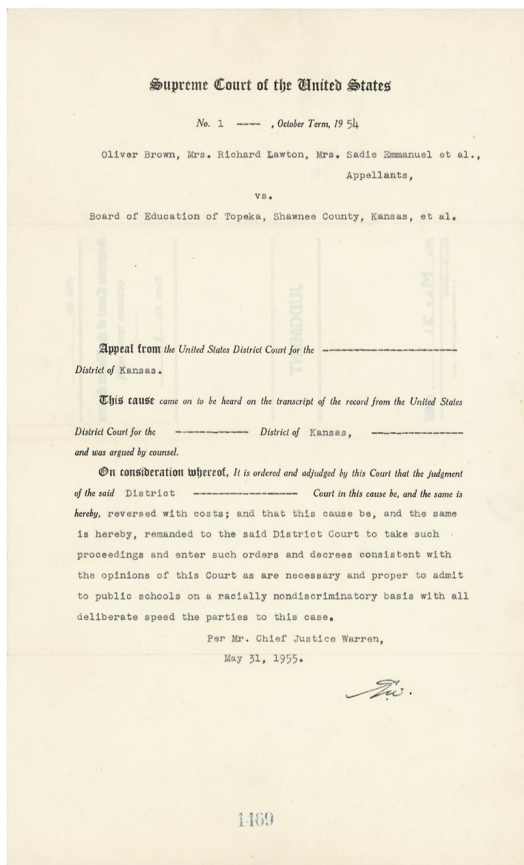 Supreme Court of the United States
No. 1 ---- , October Term, 1954
Oliver Brown, Mrs. Richard Lawton, Mrs. Sadie Emmanuel et al.,
Appellants,
vs.
Board of Education of Topeka, Shawnee County, Kansas, et al.
Appeal from the United States District Court for the --------------------
District of Kansas.
This cause came on to be heard on the transcript of the record from the United States
District Court for the ----------- District of Kansas, --------------
and was argued by counsel.
On consideration whereof, It is ordered and adjudged by this Court that the judgment
of the said District ---------------- Court in this cause be, and the same is
hereby, reversed with costs; and that this cause be, and the same
is hereby, remanded to the said District Court to take such
proceedings and enter such orders and decrees consistent with
the opinions of this Court as are necessary and proper to admit
to public schools on a racially nondiscriminatory basis with all
deliberate speed the parties to this case.
Per Mr. Chief Justice Warren,
May 31, 1955.
1469